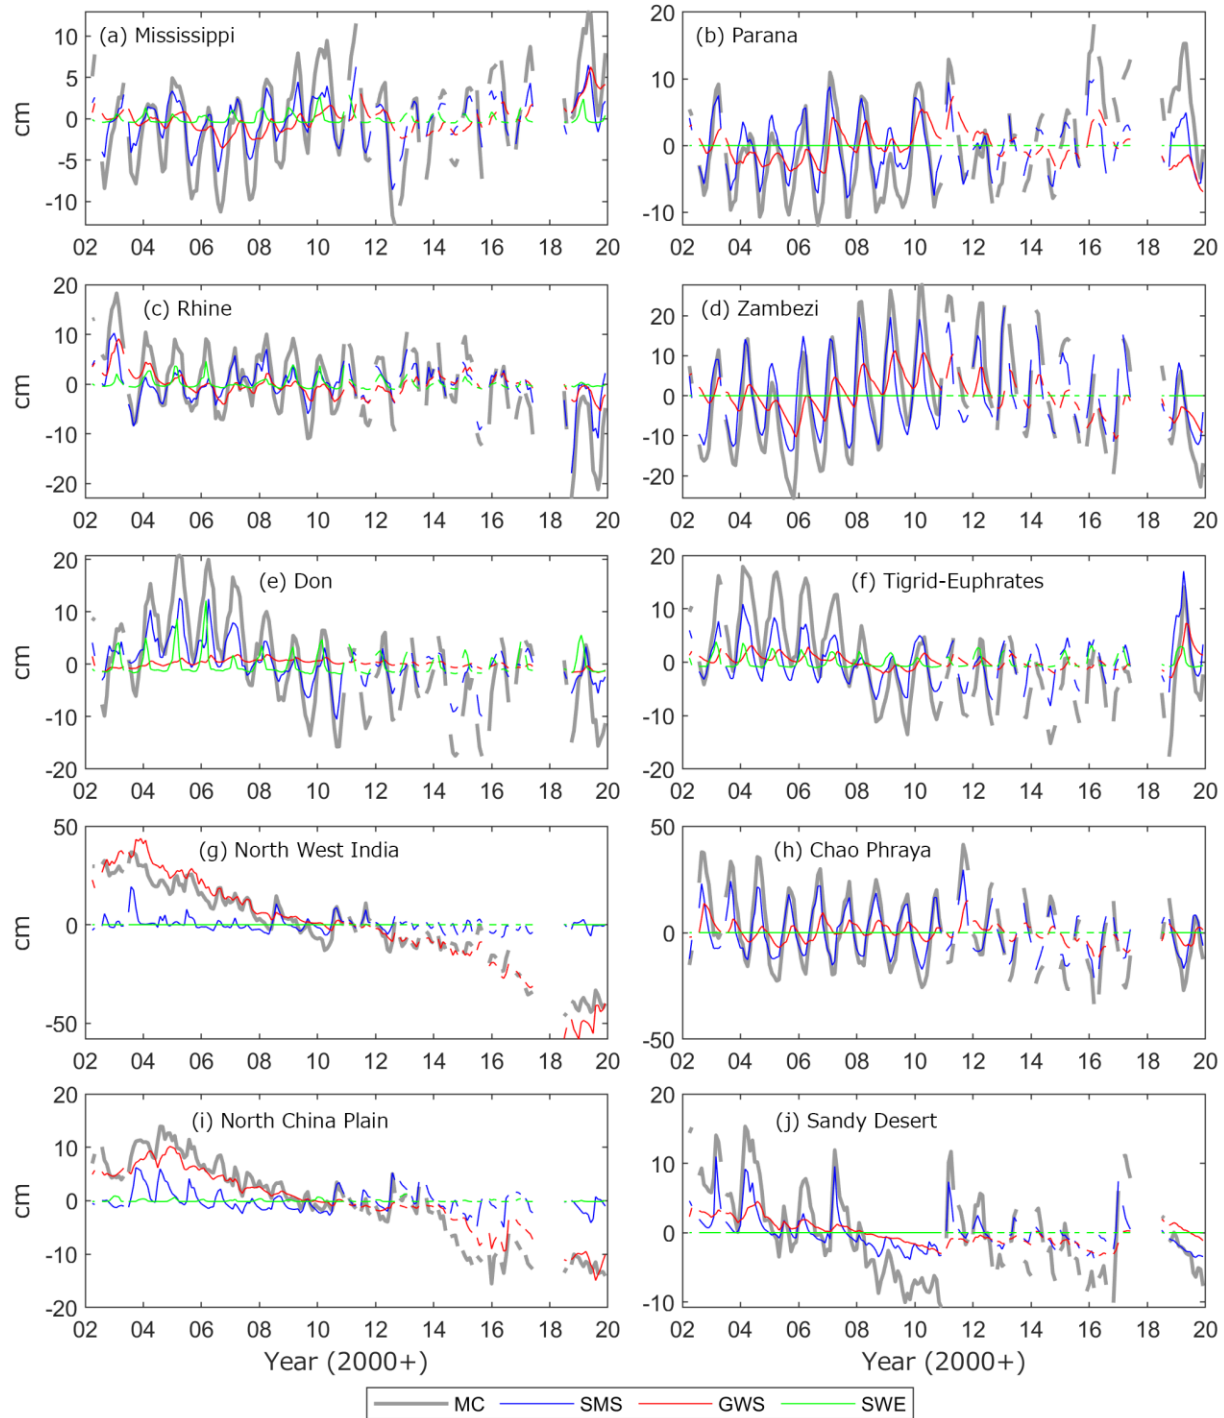 (a) Mississippi
10
5
0
-5
-10
cm
02 04 06 08 10 12 14 16 18 20
(b) Parana
20
10
0
-10
02 04 06 08 10 12 14 16 18 20
(c) Rhine
20
10
0
-10
-20
cm
02 04 06 08 10 12 14 16 18 20
(d) Zambezi
20
10
0
-10
-20
02 04 06 08 10 12 14 16 18 20
(e) Don
20
10
0
-10
-20
cm
02 04 06 08 10 12 14 16 18 20
(f) Tigrid-Euphrates
20
10
0
-10
-20
02 04 06 08 10 12 14 16 18 20
(g) North West India
50
0
-50
cm
02 04 06 08 10 12 14 16 18 20
(h) Chao Phraya
50
0
-50
02 04 06 08 10 12 14 16 18 20
(i) North China Plain
20
10
0
-10
-20
cm
02 04 06 08 10 12 14 16 18 20
Year (2000+)
(j) Sandy Desert
20
10
0
-10
02 04 06 08 10 12 14 16 18 20
Year (2000+)
MC SMS GWS SWE